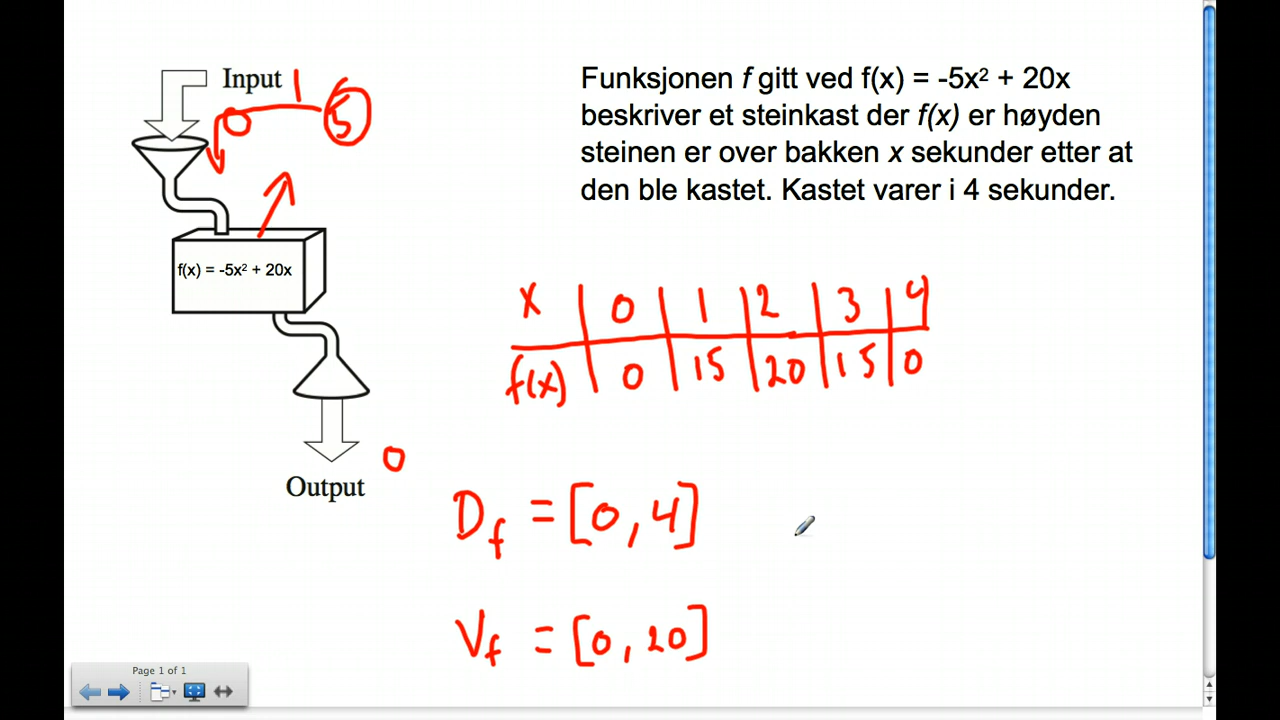 Input 1
0 5
f(x) = -5x² + 20x
Output 0
Funksjonen f gitt ved f(x) = -5x² + 20x
beskriver et steinkast der f(x) er høyden
steinen er over bakken x sekunder etter at
den ble kastet. Kastet varer i 4 sekunder.
x | 0 | 1 | 2 | 3 | 4
f(x) | 0 | 15 | 20 | 15 | 0
Df = [0, 4]
Vf = [0, 20]
Page 1 of 1